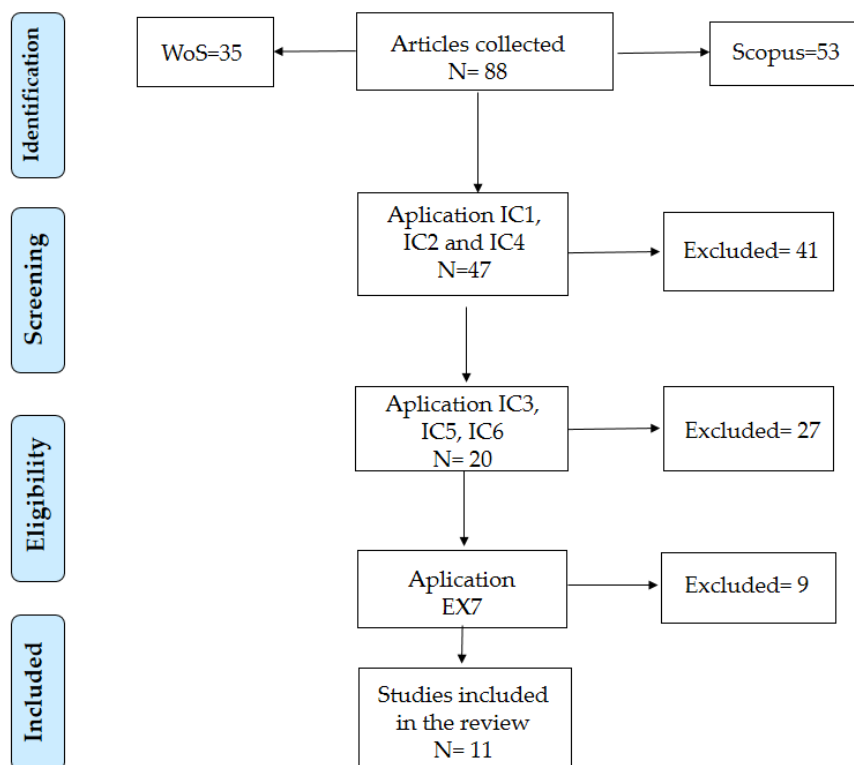 Identification
WoS=35
Articles collected
N= 88
Scopus=53
Screening
Aplication IC1,
IC2 and IC4
N=47
Excluded= 41
Eligibility
Aplication IC3,
IC5, IC6
N= 20
Excluded= 27
Aplication
EX7
Excluded= 9
Included
Studies included
in the review
N= 11